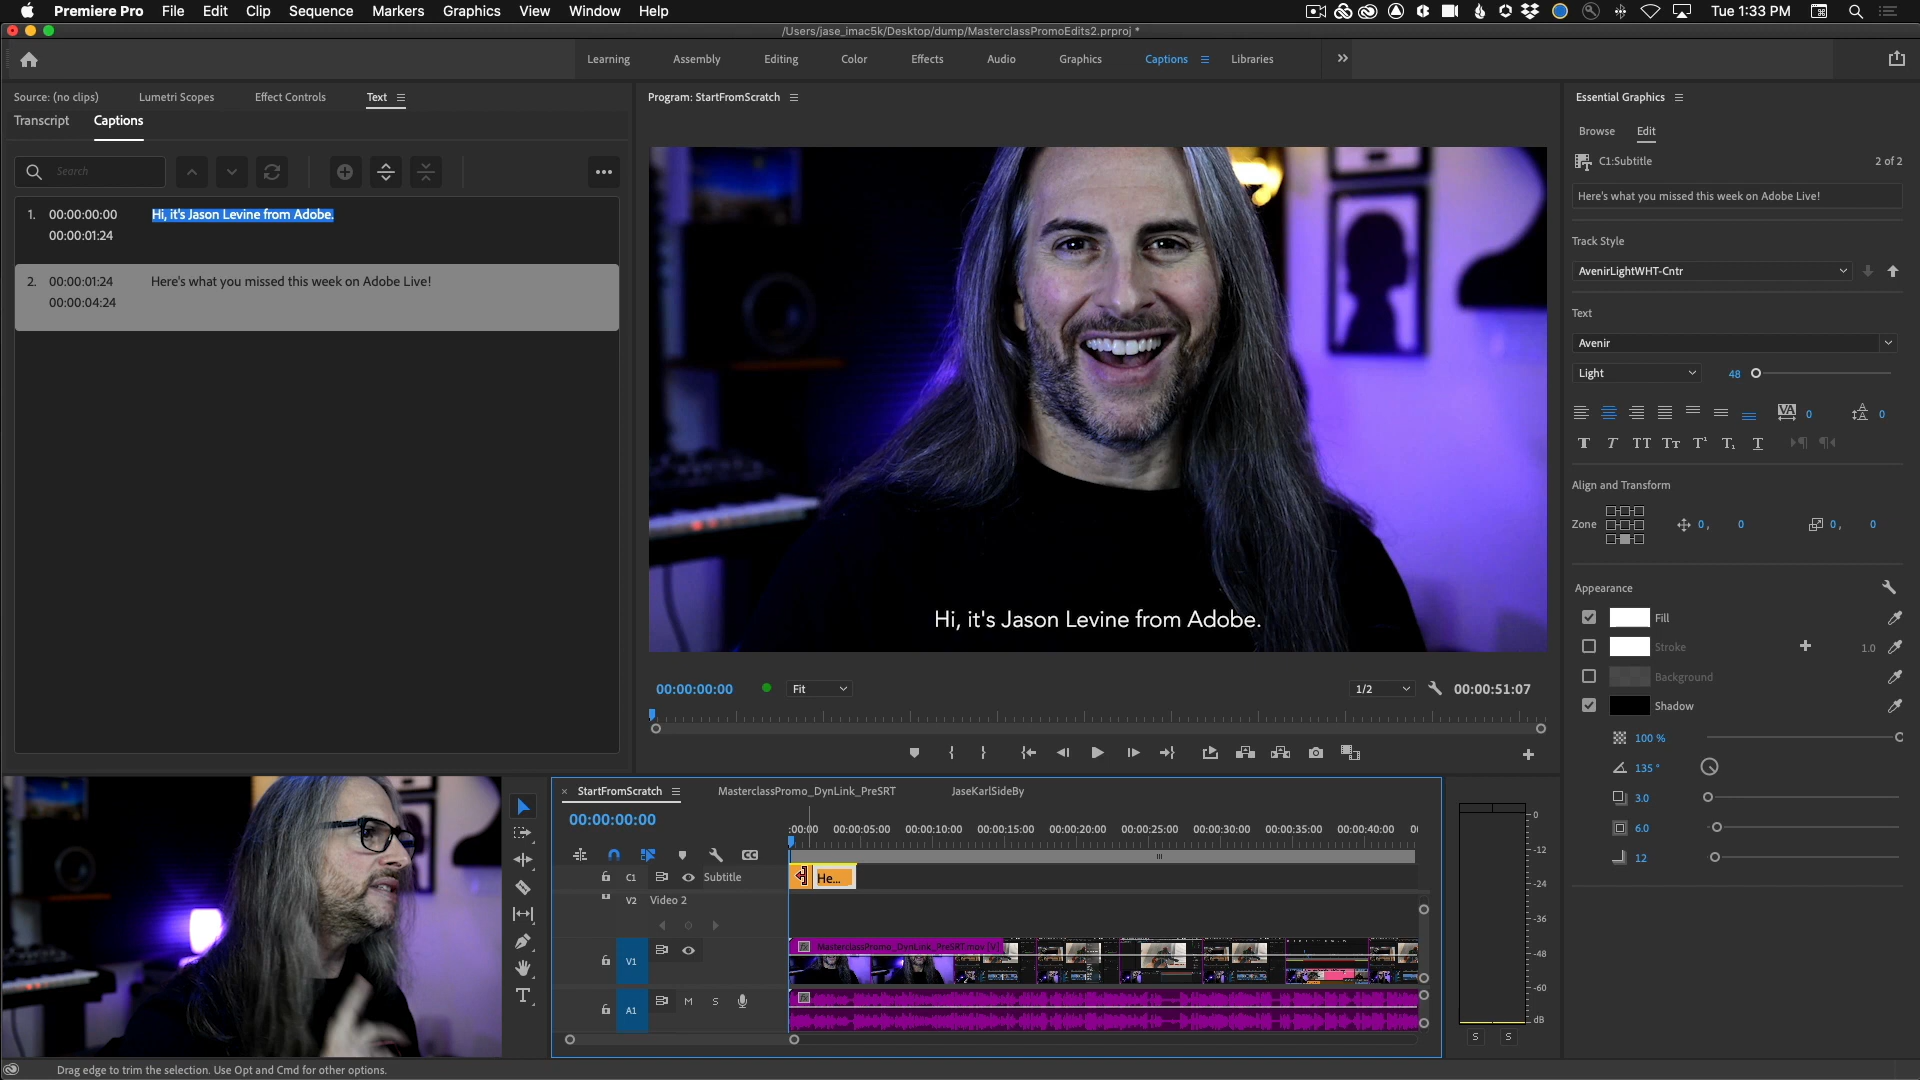 Premiere Pro File Edit Clip Sequence Markers Graphics View Window Help Tue 1:33 PM
/Users/jase_imac5k/Desktop/dump/MasterclassPromoEdits2.prproj *
Learning Assembly Editing Color Effects Audio Graphics Captions Libraries
Source: (no clips) Lumetri Scopes Effect Controls Text
Transcript Captions
Search
1. 00:00:00:00 Hi, it's Jason Levine from Adobe.
00:00:01:24
2. 00:00:01:24 Here's what you missed this week on Adobe Live!
00:00:04:24
Program: StartFromScratch
Hi, it's Jason Levine from Adobe.
00:00:00:00 Fit 1/2 00:00:51:07
Essential Graphics
Browse Edit
C1:Subtitle 2 of 2
Here's what you missed this week on Adobe Live!
Track Style
AvenirLightWHT-Cntr
Text
Avenir
Light 48
VA 0 0
Align and Transform
Zone 0 , 0 0 , 0
Appearance
Fill
Stroke 1.0
Background
Shadow
100 %
135 °
3.0
6.0
12
× StartFromScratch MasterclassPromo_DynLink_PreSRT JaseKarlSideBy
00:00:00:00
:00:00 00:00:05:00 00:00:10:00 00:00:15:00 00:00:20:00 00:00:25:00 00:00:30:00 00:00:35:00 00:00:40:00
CC
C1 Subtitle He...
V2 Video 2
fx MasterclassPromo_DynLink_PreSRT.mov [V]
V1
fx
A1 M S
0
-12
-24
-36
-48
-60
dB
S S
Drag edge to trim the selection. Use Opt and Cmd for other options.